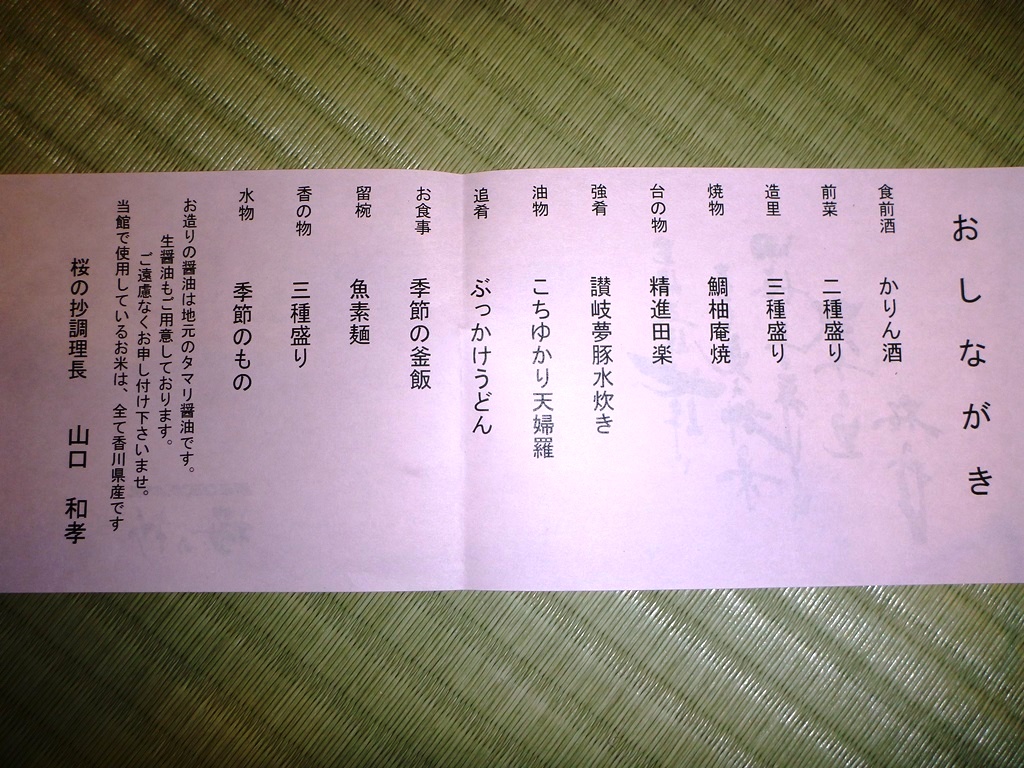 おしながき
食前酒　かりん酒
前菜　二種盛り
造里　三種盛り
焼物　鯛柚庵焼
台の物　精進田楽
強肴　讃岐夢豚水炊き
油物　こちゆかり天婦羅
追肴　ぶっかけうどん
お食事　季節の釜飯
留椀　魚素麺
香の物　三種盛り
水物　季節のもの
お造りの醤油は地元のタマリ醤油です。
生醤油もご用意しております。
ご遠慮なくお申し付け下さいませ。
当館で使用しているお米は、全て香川県産です
桜の抄調理長　山口　和孝